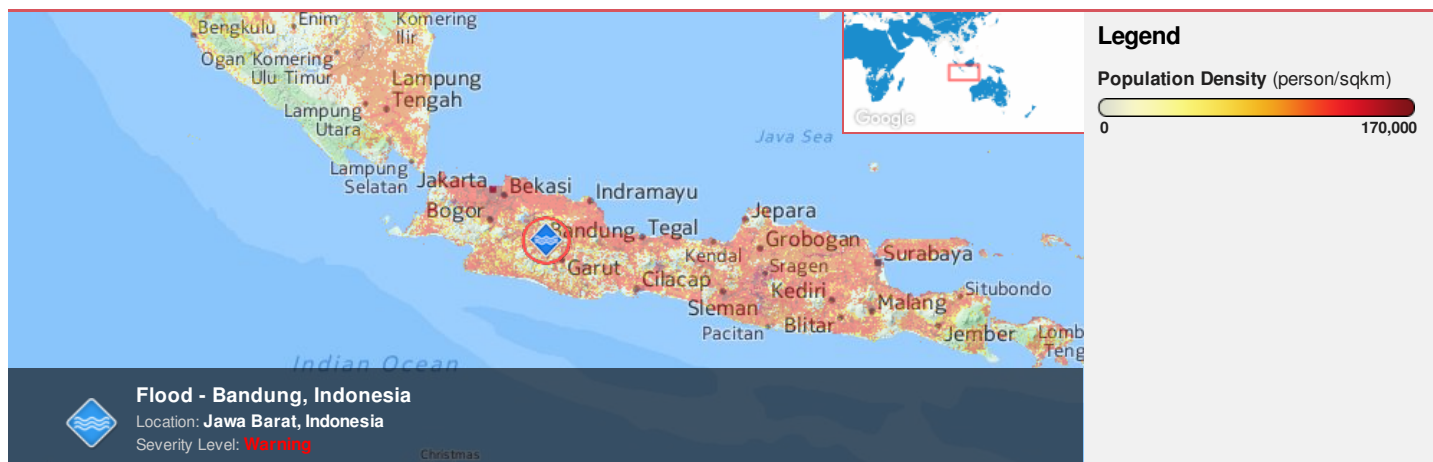 Bengkulu
Enim
Komering
Ilir
Ogan Komering
Ulu Timur
Lampung
Tengah
Lampung
Utara
Lampung
Selatan
Jakarta
Bekasi
Indramayu
Bogor
Bandung
Tegal
Jepara
Kendal
Grobogan
Surabaya
Garut
Cilacap
Sragen
Sleman
Kediri
Malang
Situbondo
Pacitan
Blitar
Jember
Lomb
Teng
Java Sea
Indian Ocean
Christmas
Google
Flood - Bandung, Indonesia
Location: Jawa Barat, Indonesia
Severity Level: Warning
Legend
Population Density (person/sqkm)
0 170,000